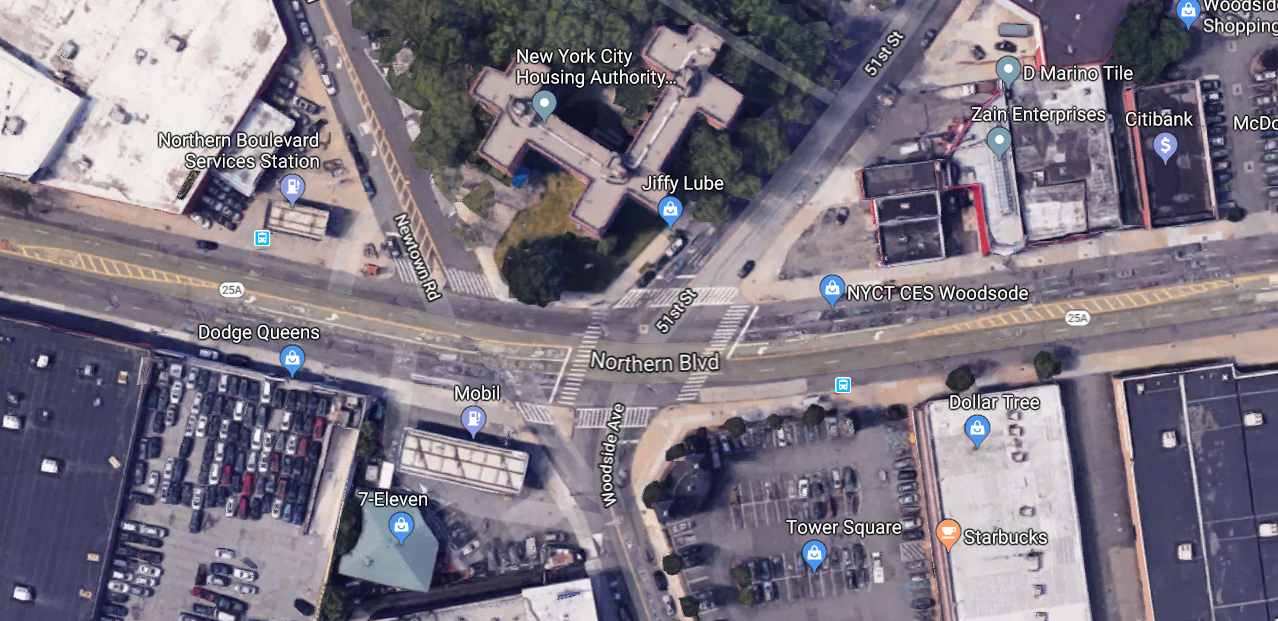 Woodside
Shopping
51st St
New York City
Housing Authority...
D Marino Tile
Zain Enterprises
Citibank
$
McDo
Northern Boulevard
Services Station
Jiffy Lube
Newtown Rd
25A
NYCT CES Woodsode
51st St
25A
Dodge Queens
Northern Blvd
Mobil
Dollar Tree
Woodside Ave
7-Eleven
Tower Square
Starbucks